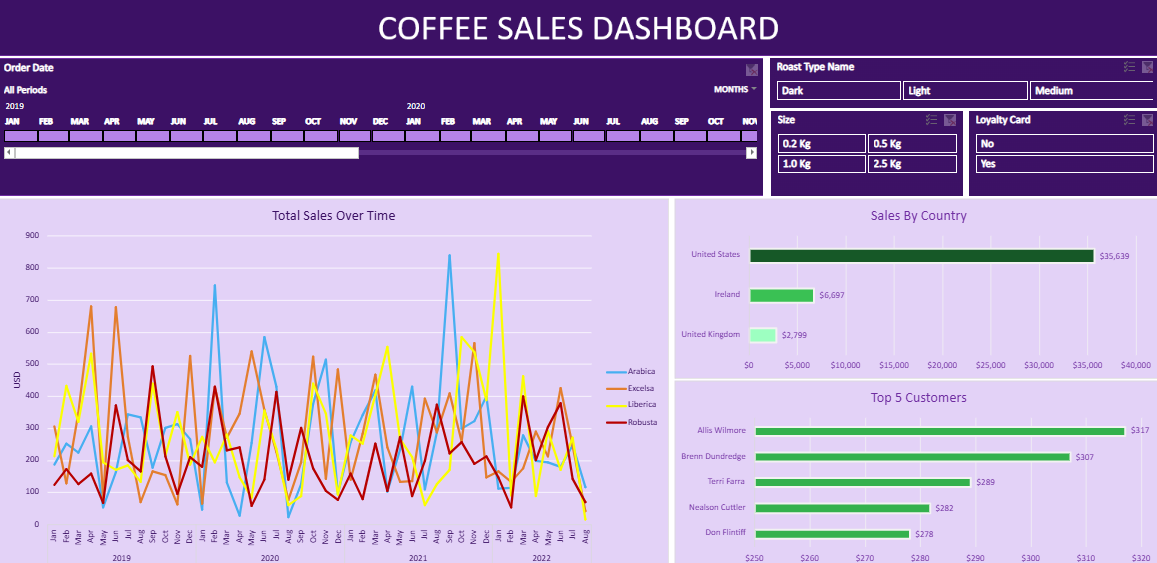 COFFEE SALES DASHBOARD
Order Date
All Periods MONTHS
2019 2020
JAN FEB MAR APR MAY JUN JUL AUG SEP OCT NOV DEC JAN FEB MAR APR MAY JUN JUL AUG SEP OCT
Roast Type Name
Dark Light Medium
Size
0.2 Kg 0.5 Kg
1.0 Kg 2.5 Kg
Loyalty Card
No
Yes
Total Sales Over Time
900
800
700
600
500
400
300
200
100
0
USD
Arabica
Excelsa
Liberica
Robusta
Jan Feb Mar Apr May Jun Jul Aug Sep Oct Nov Dec Jan Feb Mar Apr May Jun Jul Aug Sep Oct Nov Dec Jan Feb Mar Apr May Jun Jul Aug Sep Oct Nov Dec Jan Feb Mar Apr May Jun Jul Aug
2019 2020 2021 2022
Sales By Country
United States $35,639
Ireland $6,697
United Kingdom $2,799
$0 $5,000 $10,000 $15,000 $20,000 $25,000 $30,000 $35,000 $40,000
Top 5 Customers
Allis Wilmore $317
Brenn Dundredge $307
Terri Farra $289
Nealson Cuttler $282
Don Flintiff $278
$250 $260 $270 $280 $290 $300 $310 $320